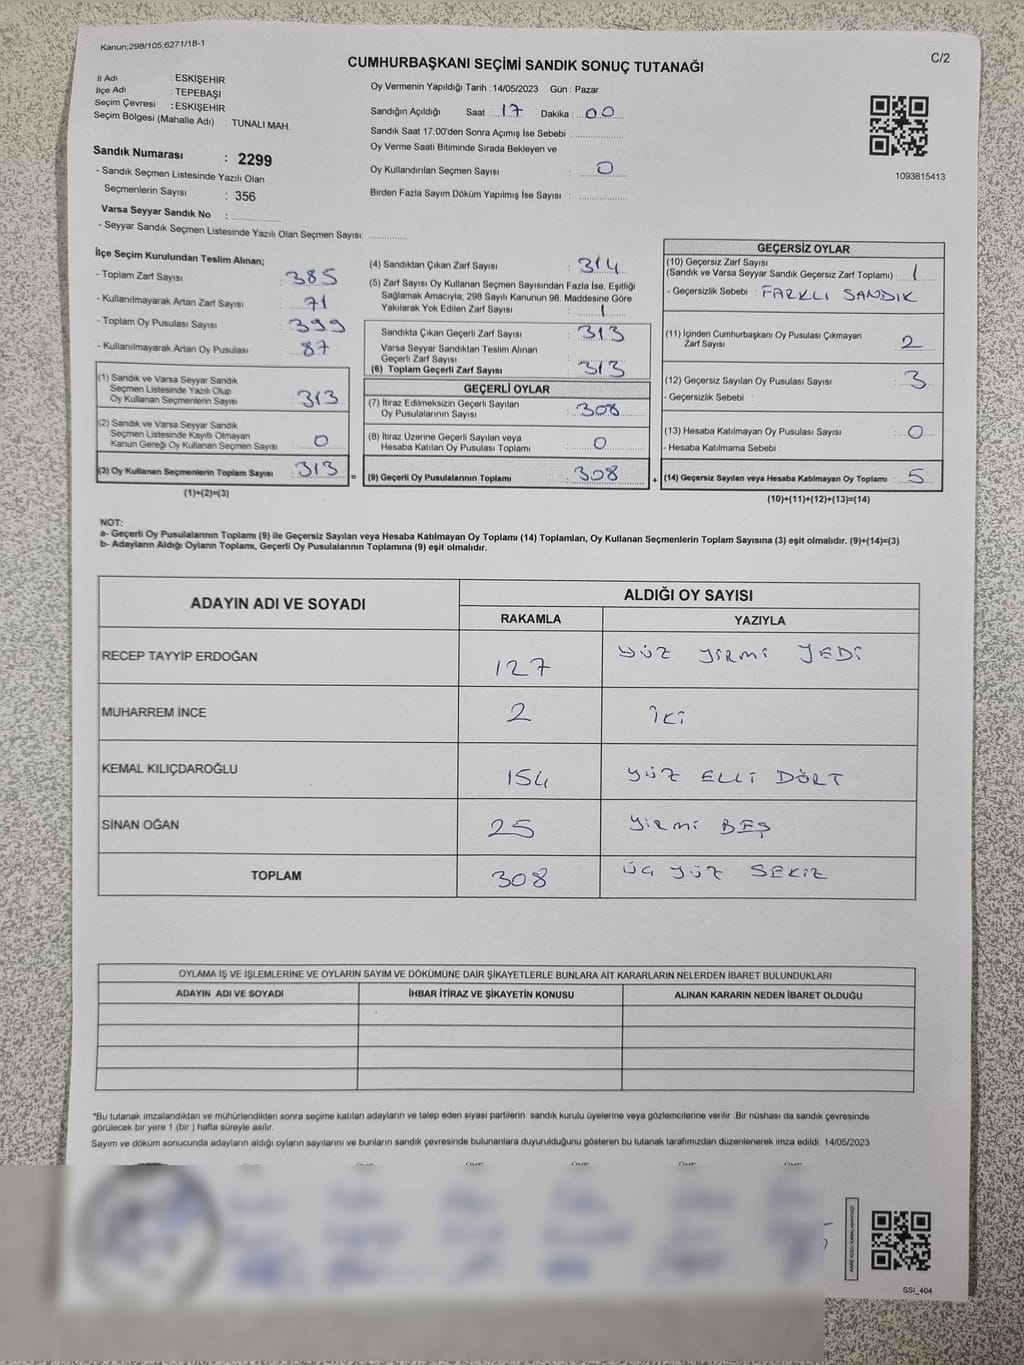 Kanun;298/105;6271/18-1
C/2
CUMHURBAŞKANI SEÇİMİ SANDIK SONUÇ TUTANAĞI
İl Adı : ESKİŞEHİR
İlçe Adı : TEPEBAŞI
Seçim Çevresi : ESKİŞEHİR
Seçim Bölgesi (Mahalle Adı) : TUNALI MAH.
Sandık Numarası : 2299
- Sandık Seçmen Listesinde Yazılı Olan
Seçmenlerin Sayısı : 356
Varsa Seyyar Sandık No :
- Seyyar Sandık Seçmen Listesinde Yazılı Olan Seçmen Sayısı:
Oy Vermenin Yapıldığı Tarih : 14/05/2023 Gün : Pazar
Sandığın Açıldığı Saat : 17 Dakika : 00
Sandık Saat 17:00'den Sonra Açımış İse Sebebi :
Oy Verme Saati Bitiminde Sırada Bekleyen ve
Oy Kullandırılan Seçmen Sayısı : 0
Birden Fazla Sayım Döküm Yapılmış İse Sayısı :
1093815413
İlçe Seçim Kurulundan Teslim Alınan;
- Toplam Zarf Sayısı : 385
- Kullanılmayarak Artan Zarf Sayısı : 71
- Toplam Oy Pusulası Sayısı : 399
- Kullanılmayarak Artan Oy Pusulası : 87
(1) Sandık ve Varsa Seyyar Sandık
Seçmen Listesinde Yazılı Olup
Oy Kullanan Seçmenlerin Sayısı : 313
(2) Sandık ve Varsa Seyyar Sandık
Seçmen Listesinde Kayıtlı Olmayan
Kanun Gereği Oy Kullanan Seçmen Sayısı : 0
(3) Oy Kullanan Seçmenlerin Toplam Sayısı : 313
(1)+(2)=(3)
(4) Sandıktan Çıkan Zarf Sayısı : 314
(5) Zarf Sayısı Oy Kullanan Seçmen Sayısından Fazla İse, Eşitliği
Sağlamak Amacıyla, 298 Sayılı Kanunun 98. Maddesine Göre
Yakılarak Yok Edilen Zarf Sayısı : 1
Sandıkta Çıkan Geçerli Zarf Sayısı : 313
Varsa Seyyar Sandıktan Teslim Alınan
Geçerli Zarf Sayısı :
(6) Toplam Geçerli Zarf Sayısı : 313
GEÇERLİ OYLAR
(7) İtiraz Edilmeksizin Geçerli Sayılan
Oy Pusulalarının Sayısı : 308
(8) İtiraz Üzerine Geçerli Sayılan veya
Hesaba Katılan Oy Pusulası Toplamı : 0
= (9) Geçerli Oy Pusulalarının Toplamı : 308
GEÇERSİZ OYLAR
(10) Geçersiz Zarf Sayısı
(Sandık ve Varsa Seyyar Sandık Geçersiz Zarf Toplamı) : 1
- Geçersizlik Sebebi : FARKLI SANDIK
(11) İçinden Cumhurbaşkanı Oy Pusulası Çıkmayan
Zarf Sayısı : 2
(12) Geçersiz Sayılan Oy Pusulası Sayısı : 3
- Geçersizlik Sebebi :
(13) Hesaba Katılmayan Oy Pusulası Sayısı : 0
- Hesaba Katılmama Sebebi :
+ (14) Geçersiz Sayılan veya Hesaba Katılmayan Oy Toplamı : 5
(10)+(11)+(12)+(13)=(14)
NOT:
a- Geçerli Oy Pusulalannın Toplamı (9) ile Geçersiz Sayılan veya Hesaba Katılmayan Oy Toplamı (14) Toplamları, Oy Kullanan Seçmenlerin Toplam Sayısına (3) eşit olmalıdır. (9)+(14)=(3)
b- Adayların Aldığı Oyların Toplamı, Geçerli Oy Pusulalarının Toplamına (9) eşit olmalıdır.
ADAYIN ADI VE SOYADI
ALDIĞI OY SAYISI
RAKAMLA YAZIYLA
RECEP TAYYİP ERDOĞAN 127 YÜZ YİRMİ YEDİ
MUHARREM İNCE 2 İKİ
KEMAL KILIÇDAROĞLU 154 YÜZ ELLİ DÖRT
SİNAN OĞAN 25 YİRMİ BEŞ
TOPLAM 308 ÜÇ YÜZ SEKİZ
OYLAMA İŞ VE İŞLEMLERİNE VE OYLARIN SAYIM VE DÖKÜMÜNE DAİR ŞİKAYETLERLE BUNLARA AİT KARARLARIN NELERDEN İBARET BULUNDUKLARI
ADAYIN ADI VE SOYADI İHBAR İTİRAZ VE ŞİKAYETİN KONUSU ALINAN KARARIN NEDEN İBARET OLDUĞU
*Bu tutanak imzalandıktan ve mühürlendikten sonra seçime katılan adayların ve talep eden siyasi partilerin sandık kurulu üyelerine veya gözlemcilerine verilir .Bir nüshası da sandık çevresinde
görülecek bir yere 1 (bir ) hafta süreyle asılır.
Sayım ve döküm sonucunda adayların aldığı oyların sayılarını ve bunların sandık çevresinde bulunanlara duyurulduğunu gösteren bu tutanak tarafımızdan düzenlenerek imza edildi. 14/05/2023
SSİ_404